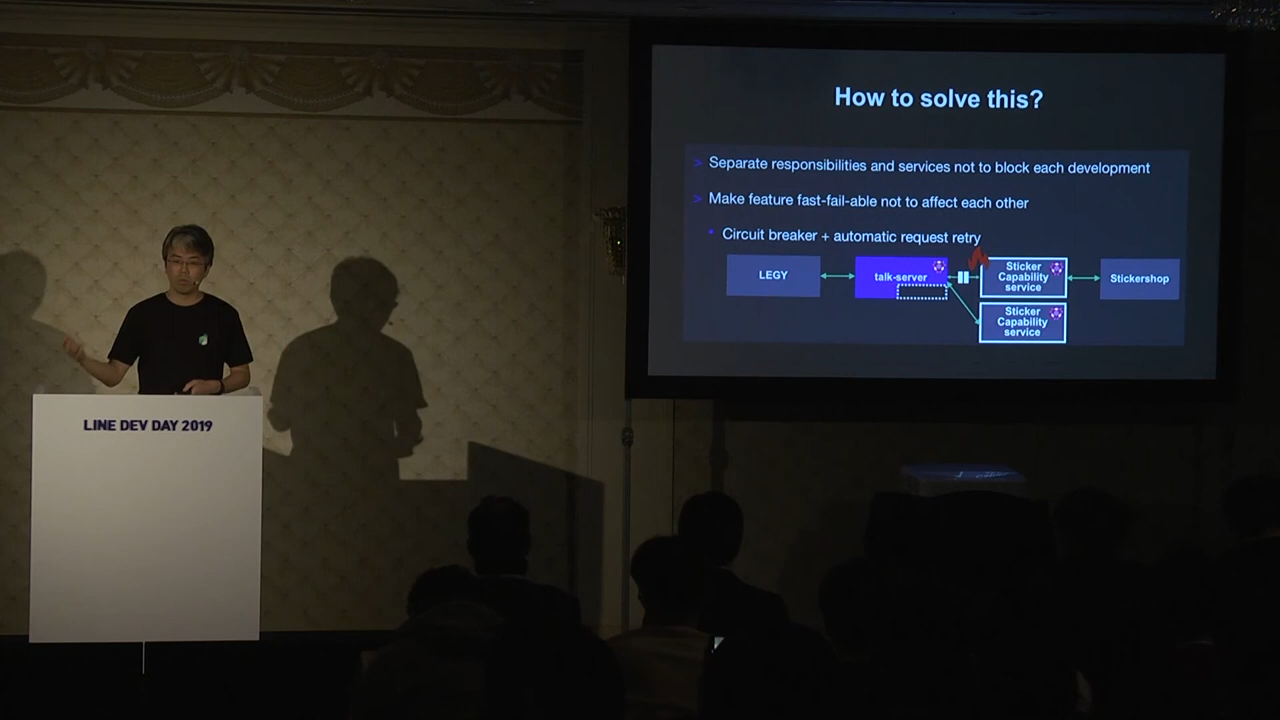 How to solve this?
> Separate responsibilities and services not to block each development
> Make feature fast-fail-able not to affect each other
• Circuit breaker + automatic request retry
LEGY
talk-server
Sticker
Capability
service
Stickershop
Sticker
Capability
service
LINE DEV DAY 2019